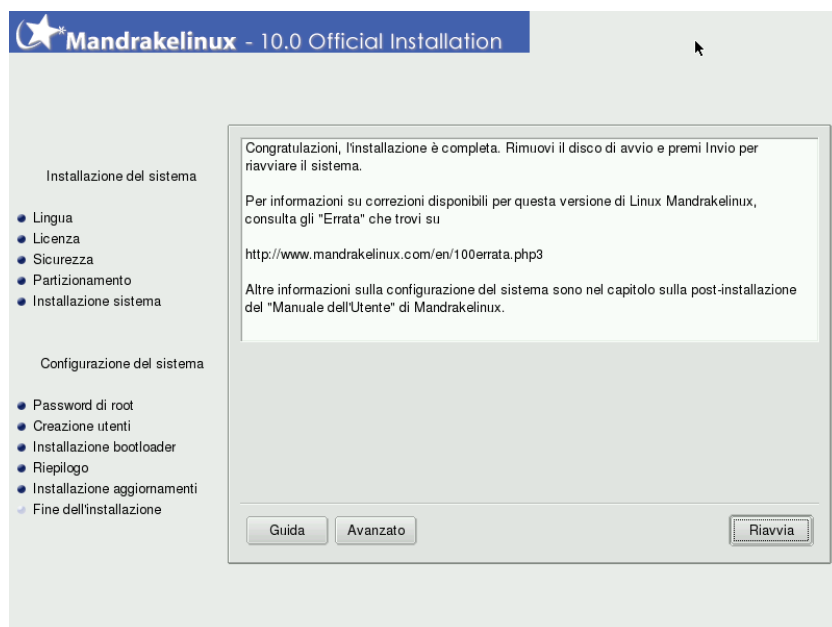 Mandrakelinux - 10.0 Official Installation
Installazione del sistema
Lingua
Licenza
Sicurezza
Partizionamento
Installazione sistema
Configurazione del sistema
Password di root
Creazione utenti
Installazione bootloader
Riepilogo
Installazione aggiornamenti
Fine dell'installazione
Congratulazioni, l'installazione è completa. Rimuovi il disco di avvio e premi Invio per
riavviare il sistema.
Per informazioni su correzioni disponibili per questa versione di Linux Mandrakelinux,
consulta gli "Errata" che trovi su
http://www.mandrakelinux.com/en/100errata.php3
Altre informazioni sulla configurazione del sistema sono nel capitolo sulla post-installazione
del "Manuale dell'Utente" di Mandrakelinux.
Guida
Avanzato
Riavvia